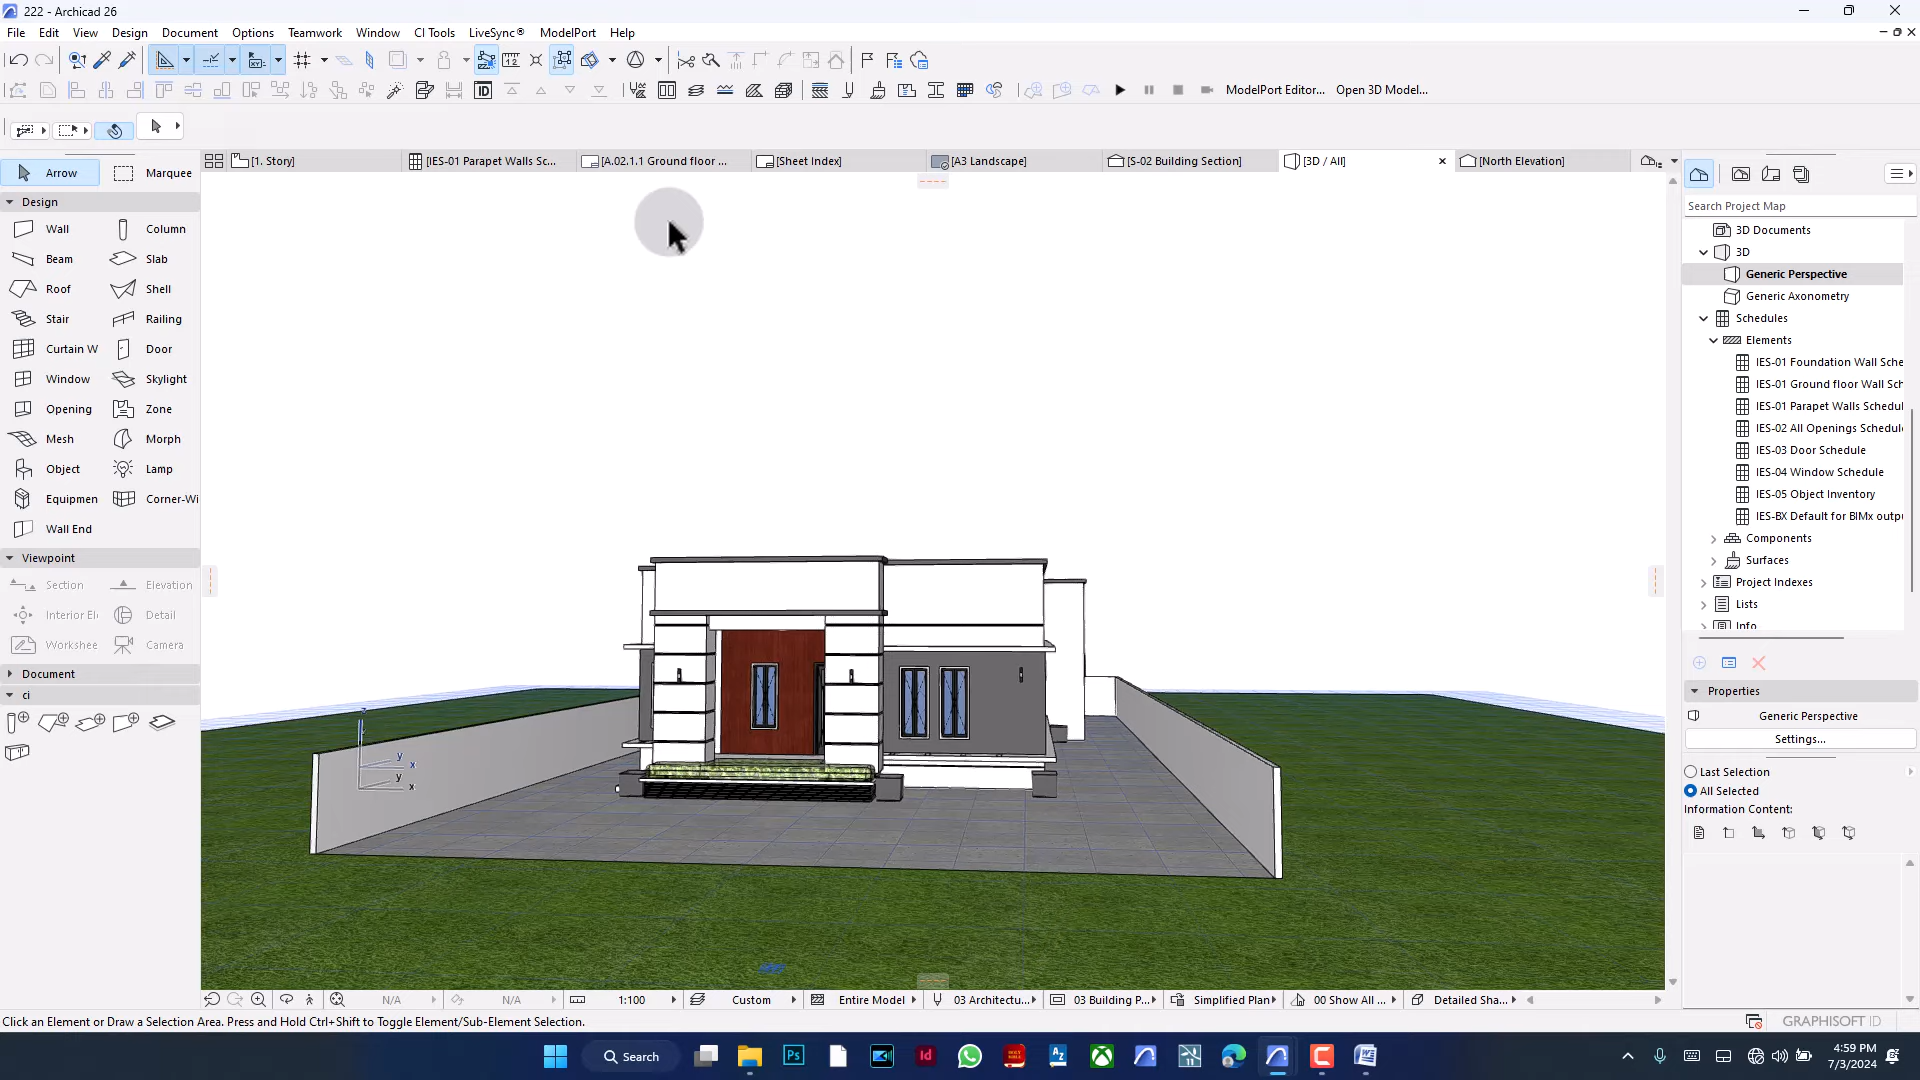 222 - Archicad 26
File Edit View Design Document Options Teamwork Window CI Tools LiveSync® ModelPort Help
ModelPort Editor... Open 3D Model...
[1. Story] [IES-01 Parapet Walls Sc... [A.02.1.1 Ground floor ... [Sheet Index] [A3 Landscape] [S-02 Building Section] [3D / All] [North Elevation]
Arrow Marquee
Design
Wall Column
Beam Slab
Roof Shell
Stair Railing
Curtain W Door
Window Skylight
Opening Zone
Mesh Morph
Object Lamp
Equipmen Corner-Wi
Wall End
Viewpoint
Section Elevation
Interior El Detail
Workshee Camera
Document
ci
z
y x
y
x
Search Project Map
3D Documents
3D
Generic Perspective
Generic Axonometry
Schedules
Elements
IES-01 Foundation Wall Sche
IES-01 Ground floor Wall Sch
IES-01 Parapet Walls Schedul
IES-02 All Openings Schedule
IES-03 Door Schedule
IES-04 Window Schedule
IES-05 Object Inventory
IES-BX Default for BIMx outpu
Components
Surfaces
Project Indexes
Lists
Info
Properties
Generic Perspective
Settings...
Last Selection
All Selected
Information Content:
N/A N/A 1:100 Custom Entire Model 03 Architectu... 03 Building P... Simplified Plan 00 Show All ... Detailed Sha...
Click an Element or Draw a Selection Area. Press and Hold Ctrl+Shift to Toggle Element/Sub-Element Selection.
GRAPHISOFT ID
Search
4:59 PM
7/3/2024